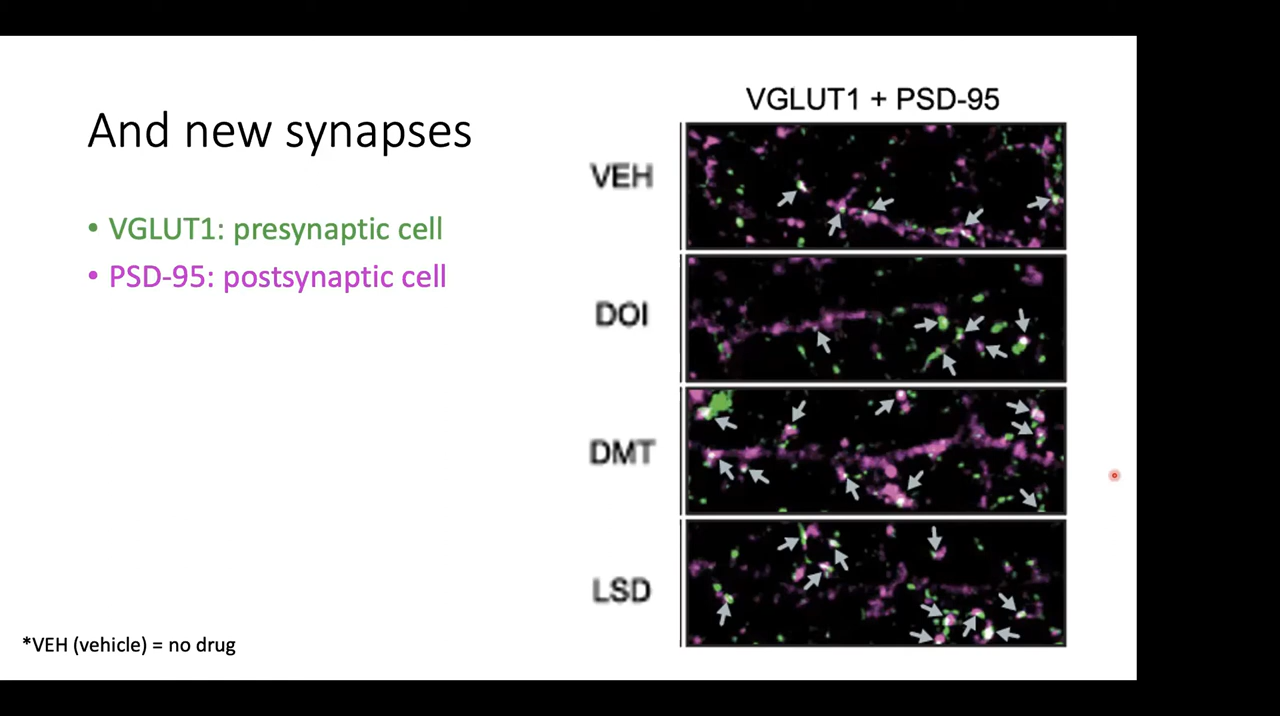 And new synapses
• VGLUT1: presynaptic cell
• PSD-95: postsynaptic cell
*VEH (vehicle) = no drug
VGLUT1 + PSD-95
VEH
DOI
DMT
LSD